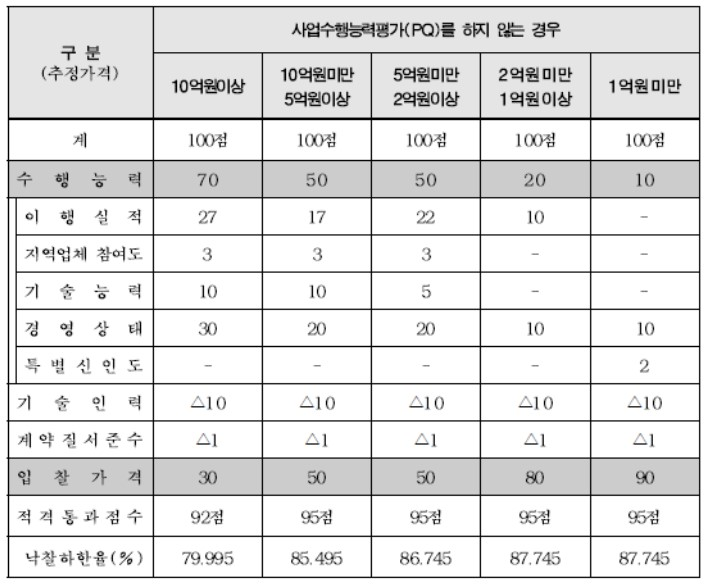 구 분
(추정가격)
사업수행능력평가(PQ)를 하지 않는 경우
10억원이상
10억원미만
5억원이상
5억원미만
2억원이상
2억원미만
1억원이상
1억원미만
계 100점 100점 100점 100점 100점
수 행 능 력 70 50 50 20 10
이 행 실 적 27 17 22 10 -
지역업체 참여도 3 3 3 - -
기 술 능 력 10 10 5 - -
경 영 상 태 30 20 20 10 10
특 별 신 인 도 - - - - 2
기 술 인 력 △10 △10 △10 △10 △10
계 약 질 서 준 수 △1 △1 △1 △1 △1
입 찰 가 격 30 50 50 80 90
적 격 통 과 점 수 92점 95점 95점 95점 95점
낙찰하한율(%) 79.995 85.495 86.745 87.745 87.745